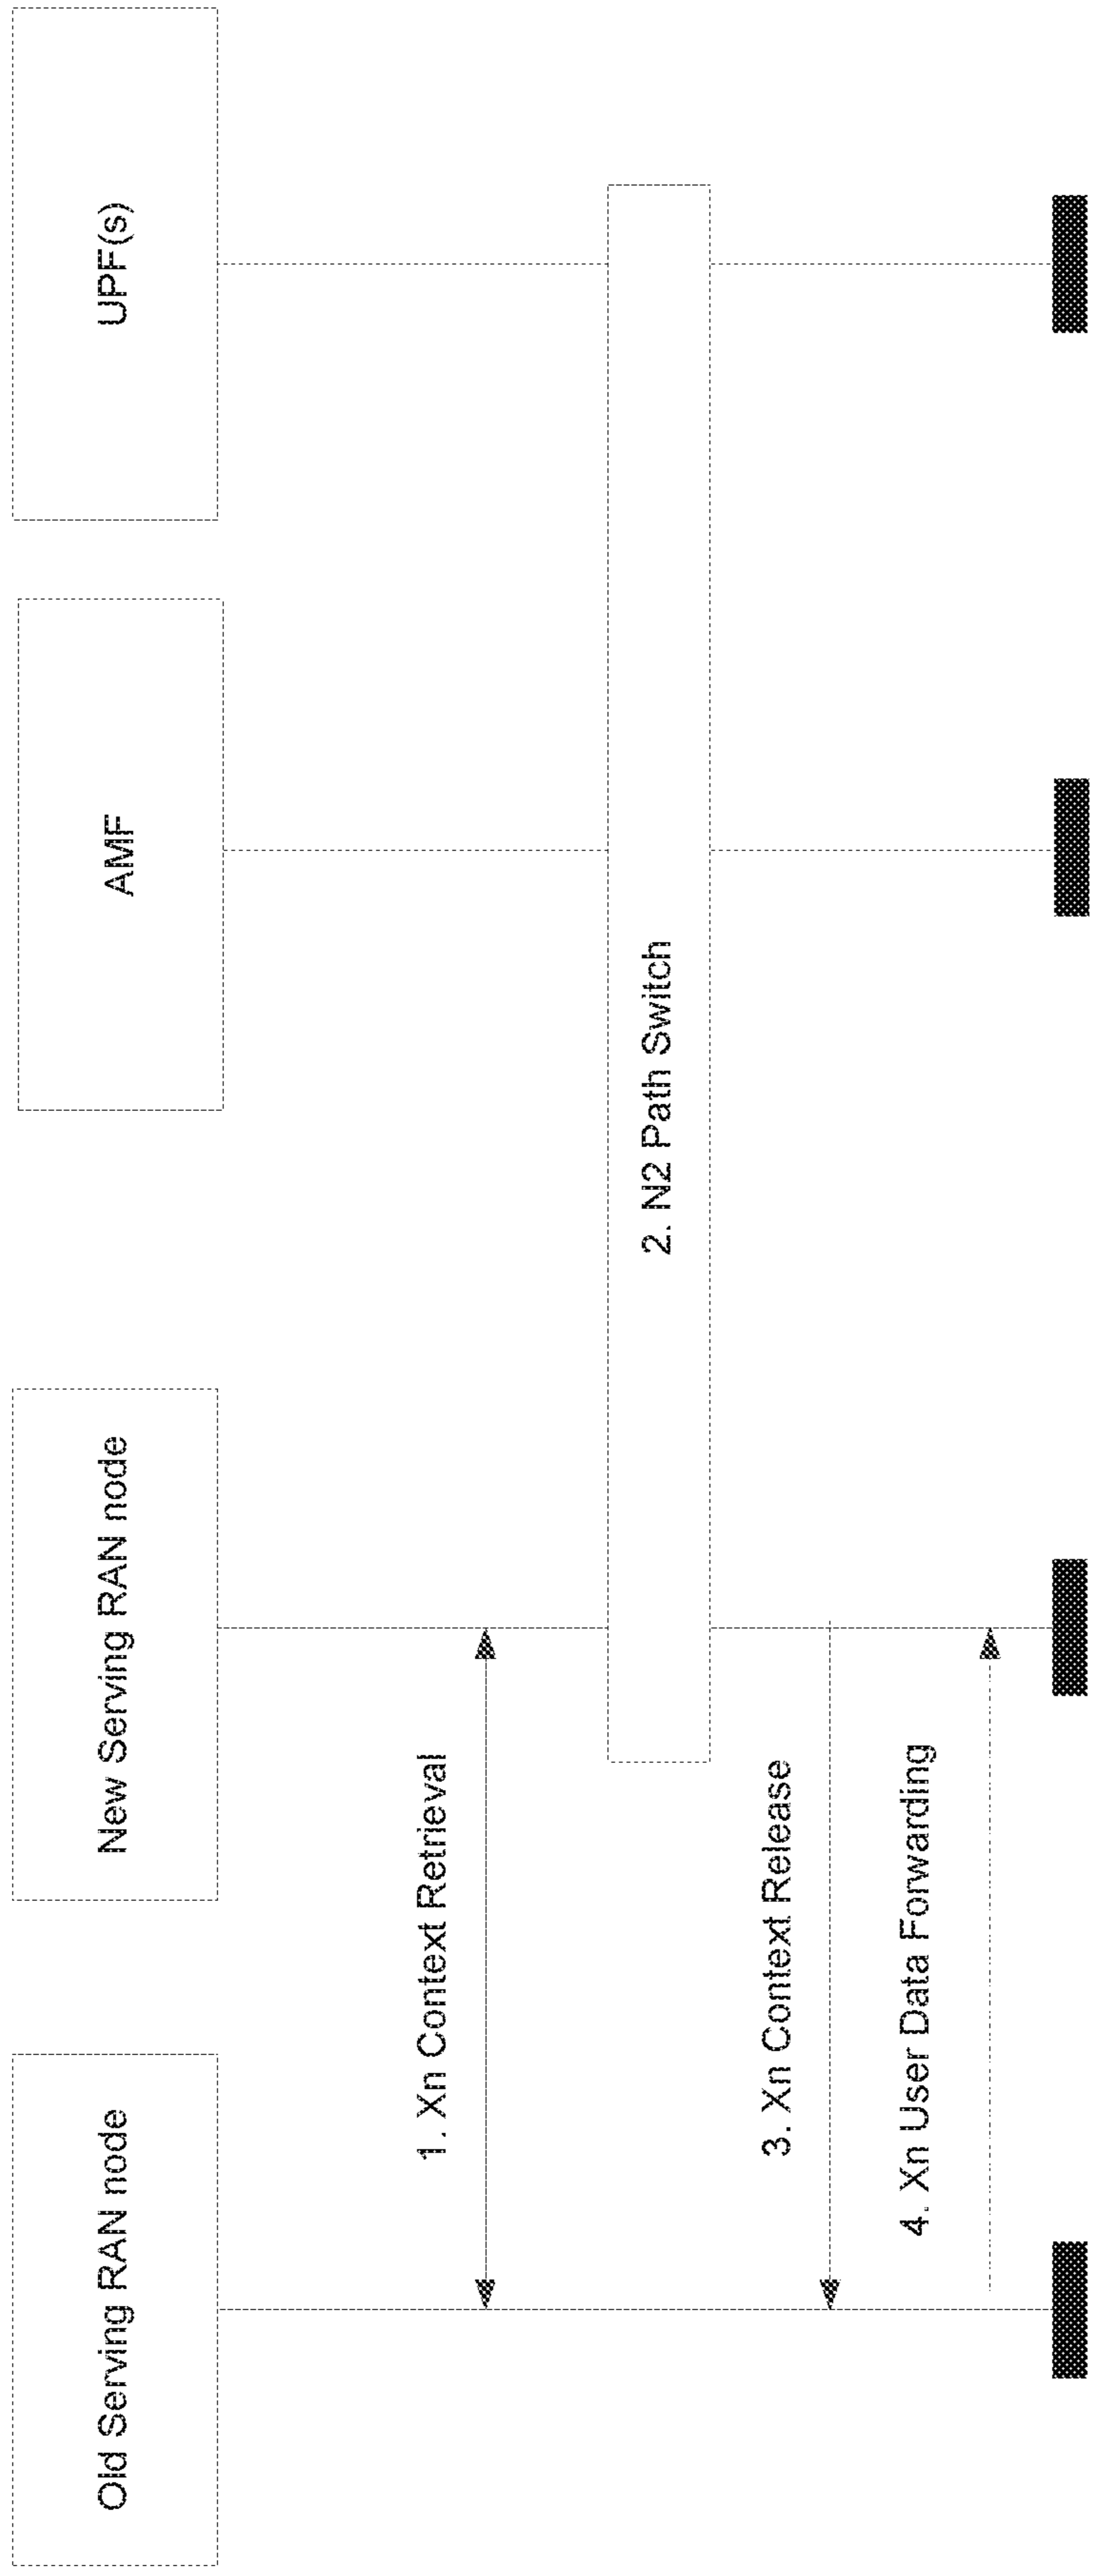 Old Serving RAN node
New Serving RAN node
AMF
UPF(s)
1. Xn Context Retrieval
2. N2 Path Switch
3. Xn Context Release
4. Xn User Data Forwarding